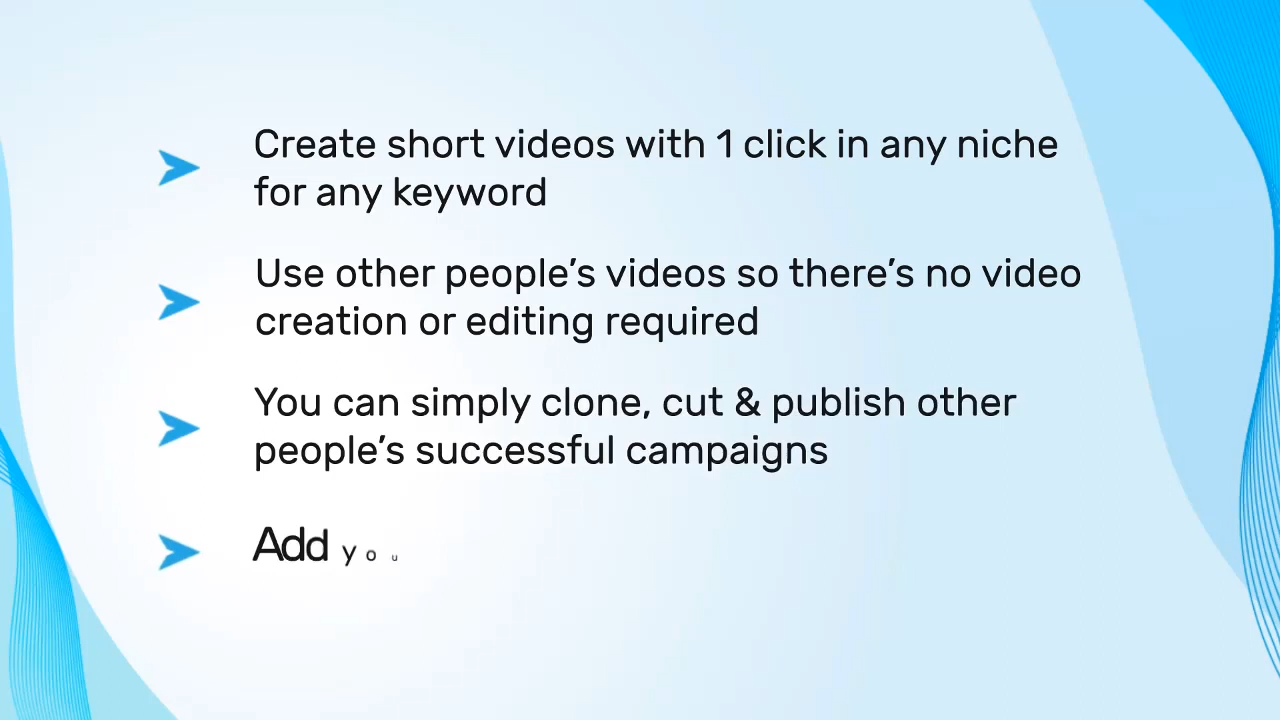 Create short videos with 1 click in any niche
for any keyword
Use other people's videos so there's no video
creation or editing required
You can simply clone, cut & publish other
people's successful campaigns
Add you